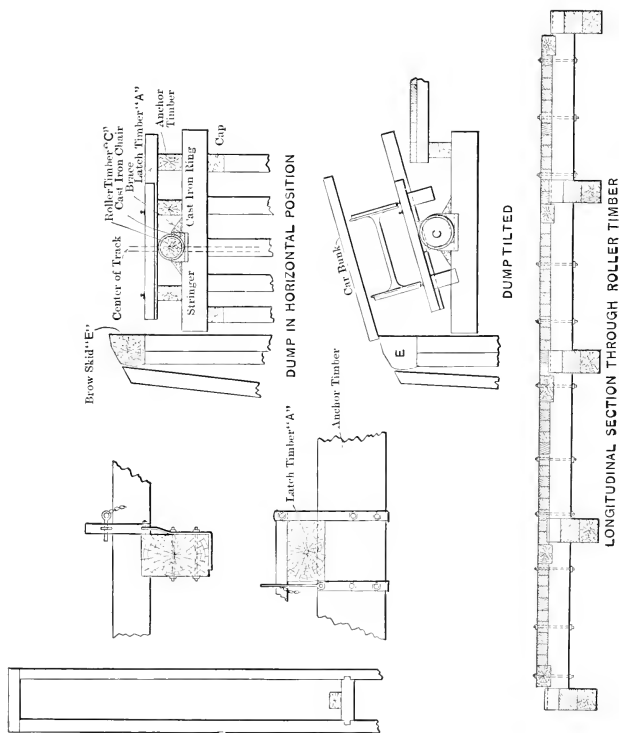 Brow Skid "E"
Center of Track
Roller Timber "C"
Cast Iron Chair
Brace
Latch Timber "A"
Anchor
Timber
Stringer
Cast Iron Ring
Cap
DUMP IN HORIZONTAL POSITION
Car Bunk
C
E
DUMP TILTED
Latch Timber "A"
Anchor Timber
LONGITUDINAL SECTION THROUGH ROLLER TIMBER